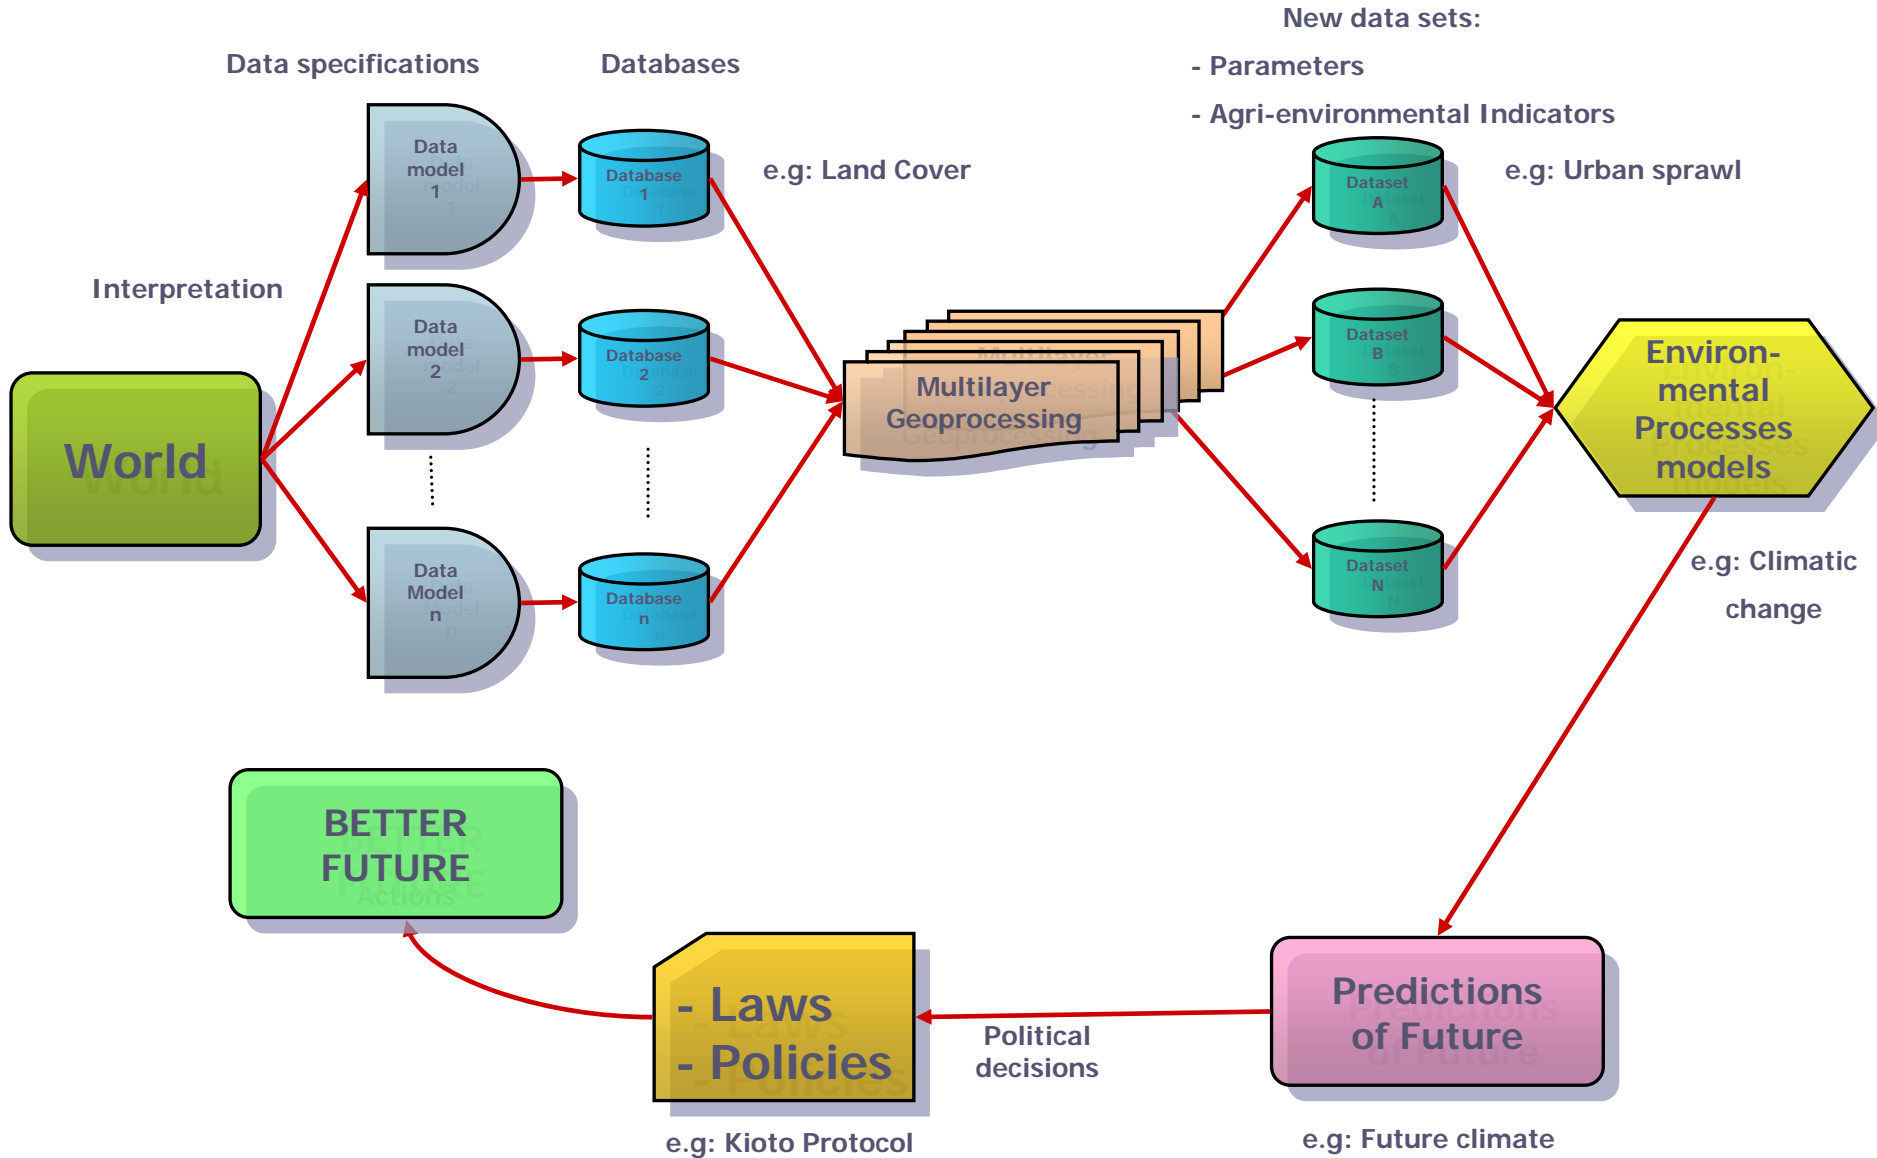 New data sets:
Data specifications
Databases
- Parameters
- Agri-environmental Indicators
Data
model
1
Database
1
e.g: Land Cover
Dataset
A
e.g: Urban sprawl
Interpretation
Data
model
2
Database
2
Multilayer
Geoprocessing
Dataset
B
Environ-
mental
Processes
models
World
Data
Model
n
Database
n
Dataset
N
e.g: Climatic
change
BETTER
FUTURE
Actions
- Laws
- Policies
Political
decisions
Predictions
of Future
e.g: Kioto Protocol
e.g: Future climate